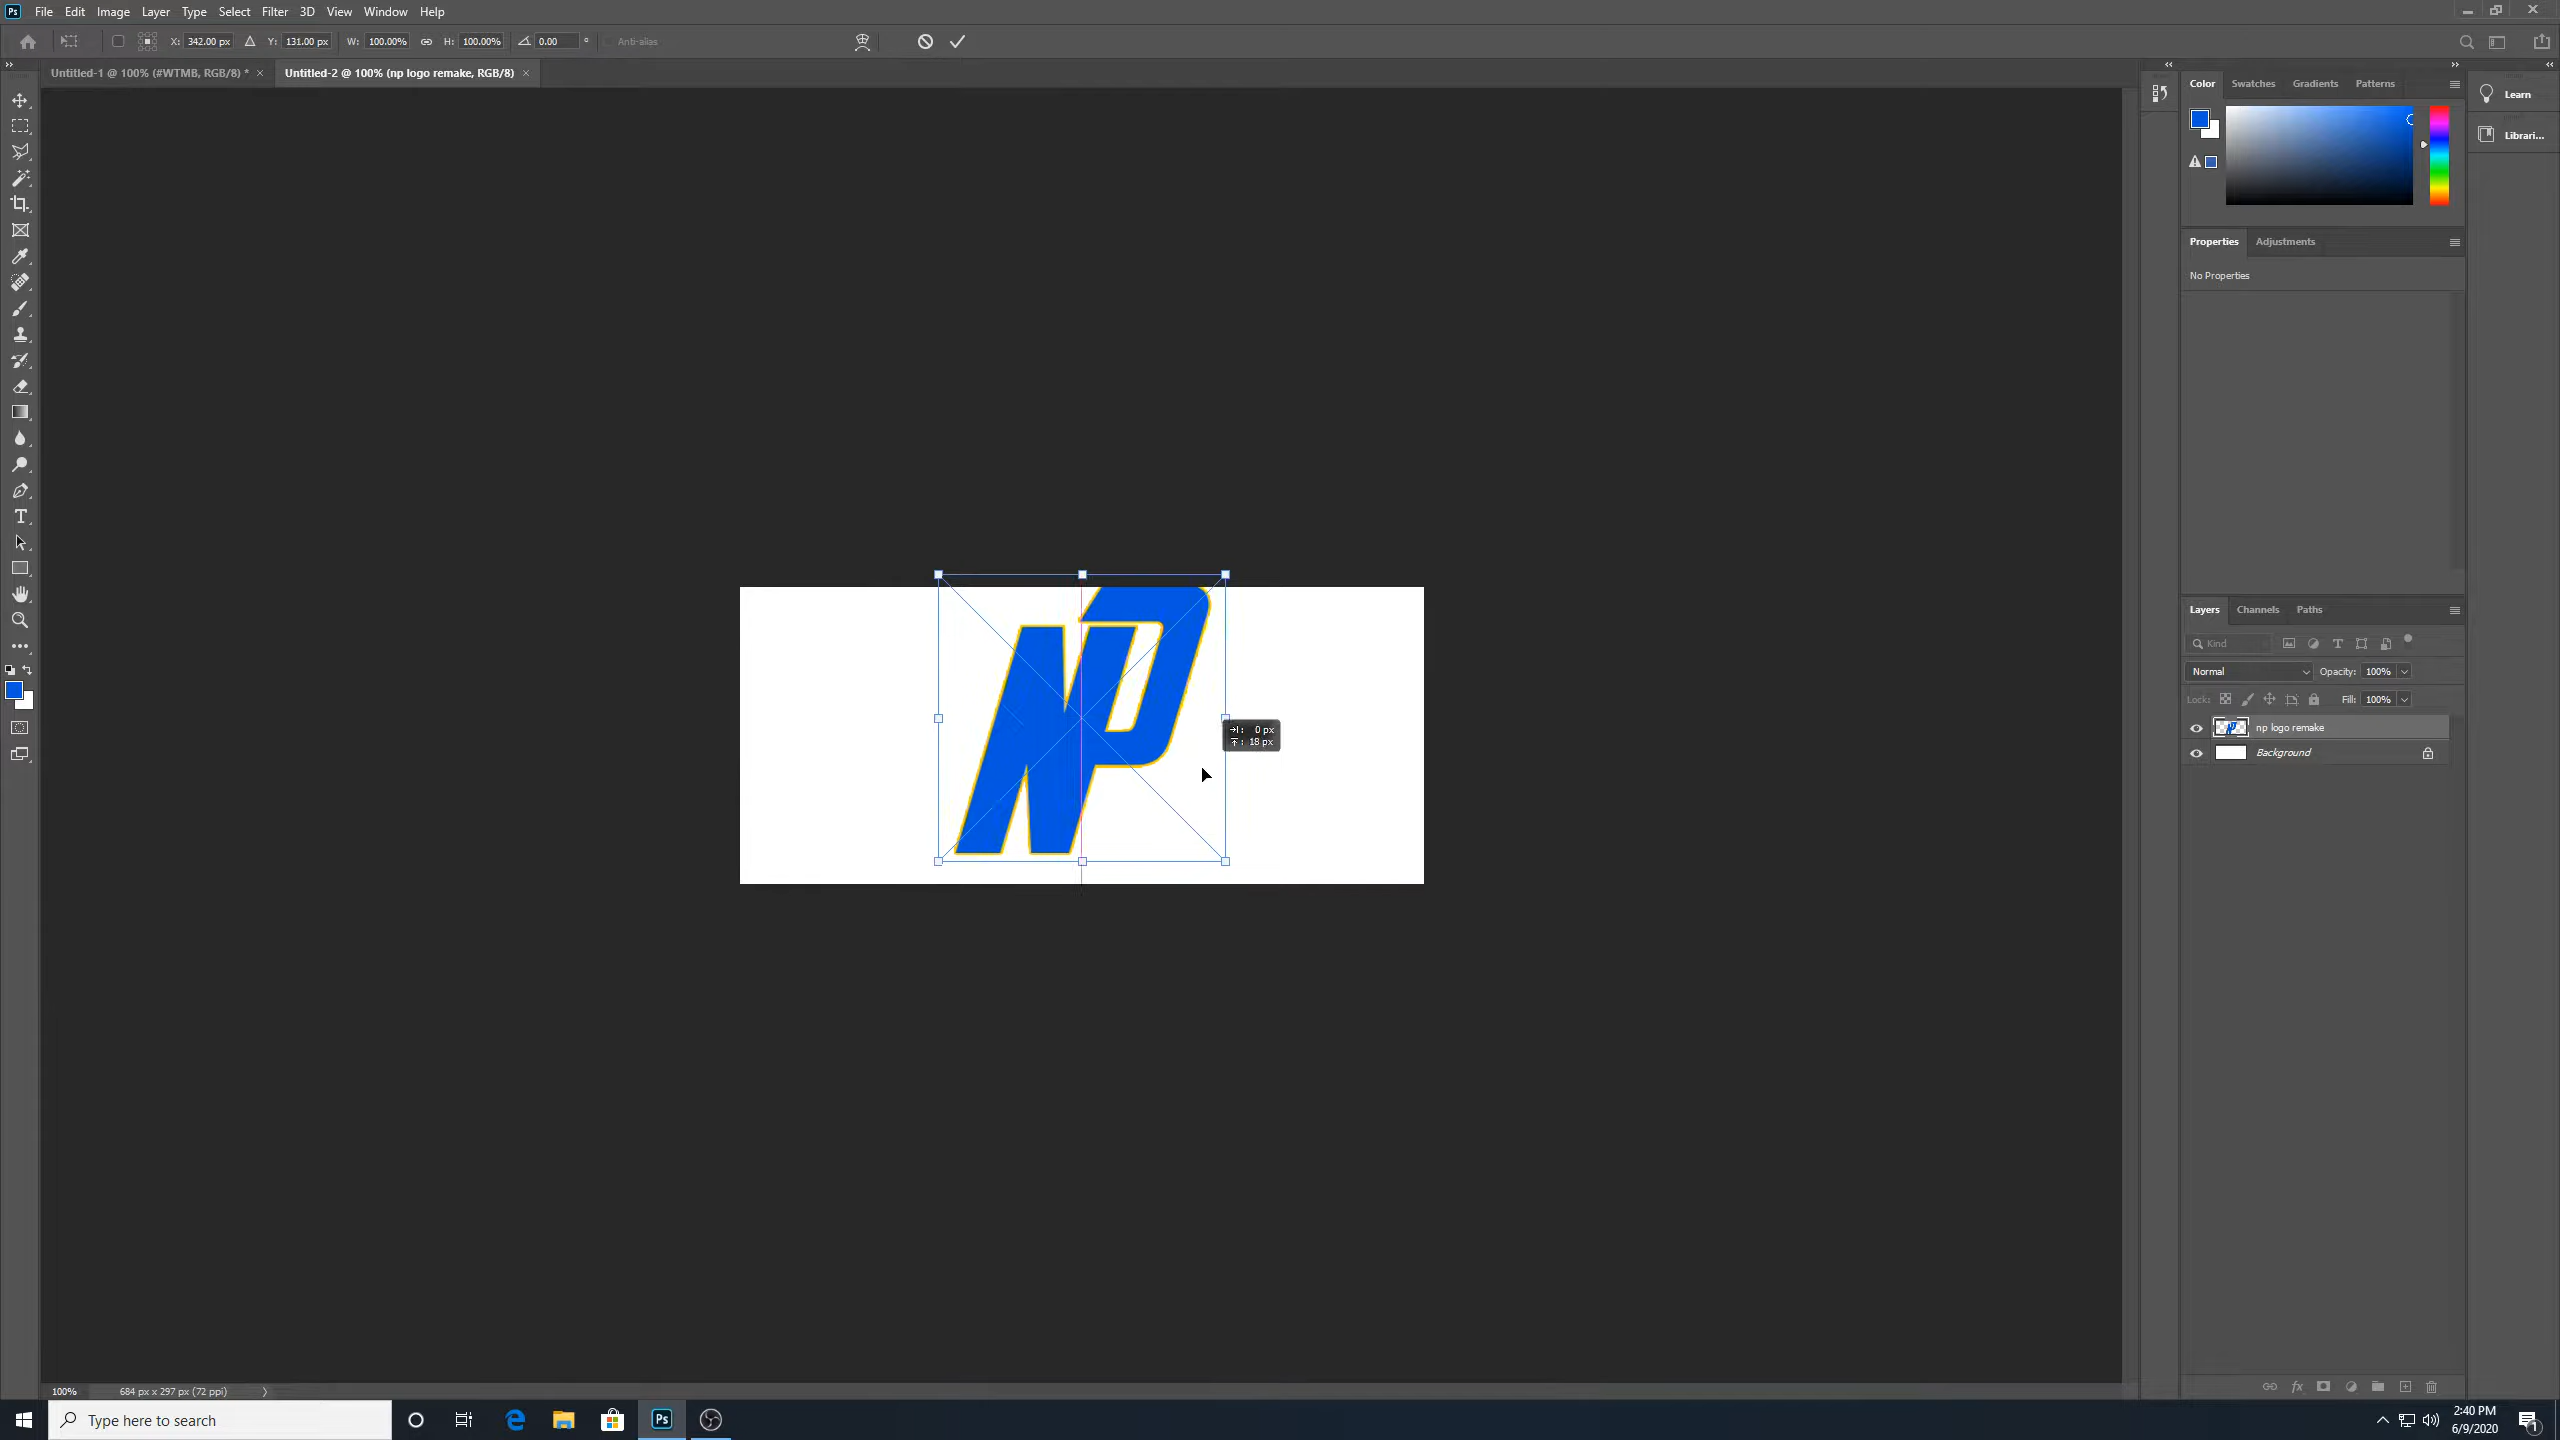 Ps File Edit Image Layer Type Select Filter 3D View Window Help
X: 342.00 px Y: 131.00 px W: 100.00% H: 100.00% 0.00 ° Anti-alias
Untitled-1 @ 100% (#WTMB, RGB/8) * × Untitled-2 @ 100% (np logo remake, RGB/8) ×
Color Swatches Gradients Patterns
Learn
Librari...
Properties Adjustments
No Properties
NP
→: 0 px
: 18 px
Layers Channels Paths
Kind
Normal Opacity: 100%
Lock: Fill: 100%
np logo remake
Background
100% 684 px x 297 px (72 ppi)
Type here to search
Ps
2:40 PM
6/9/2020
1